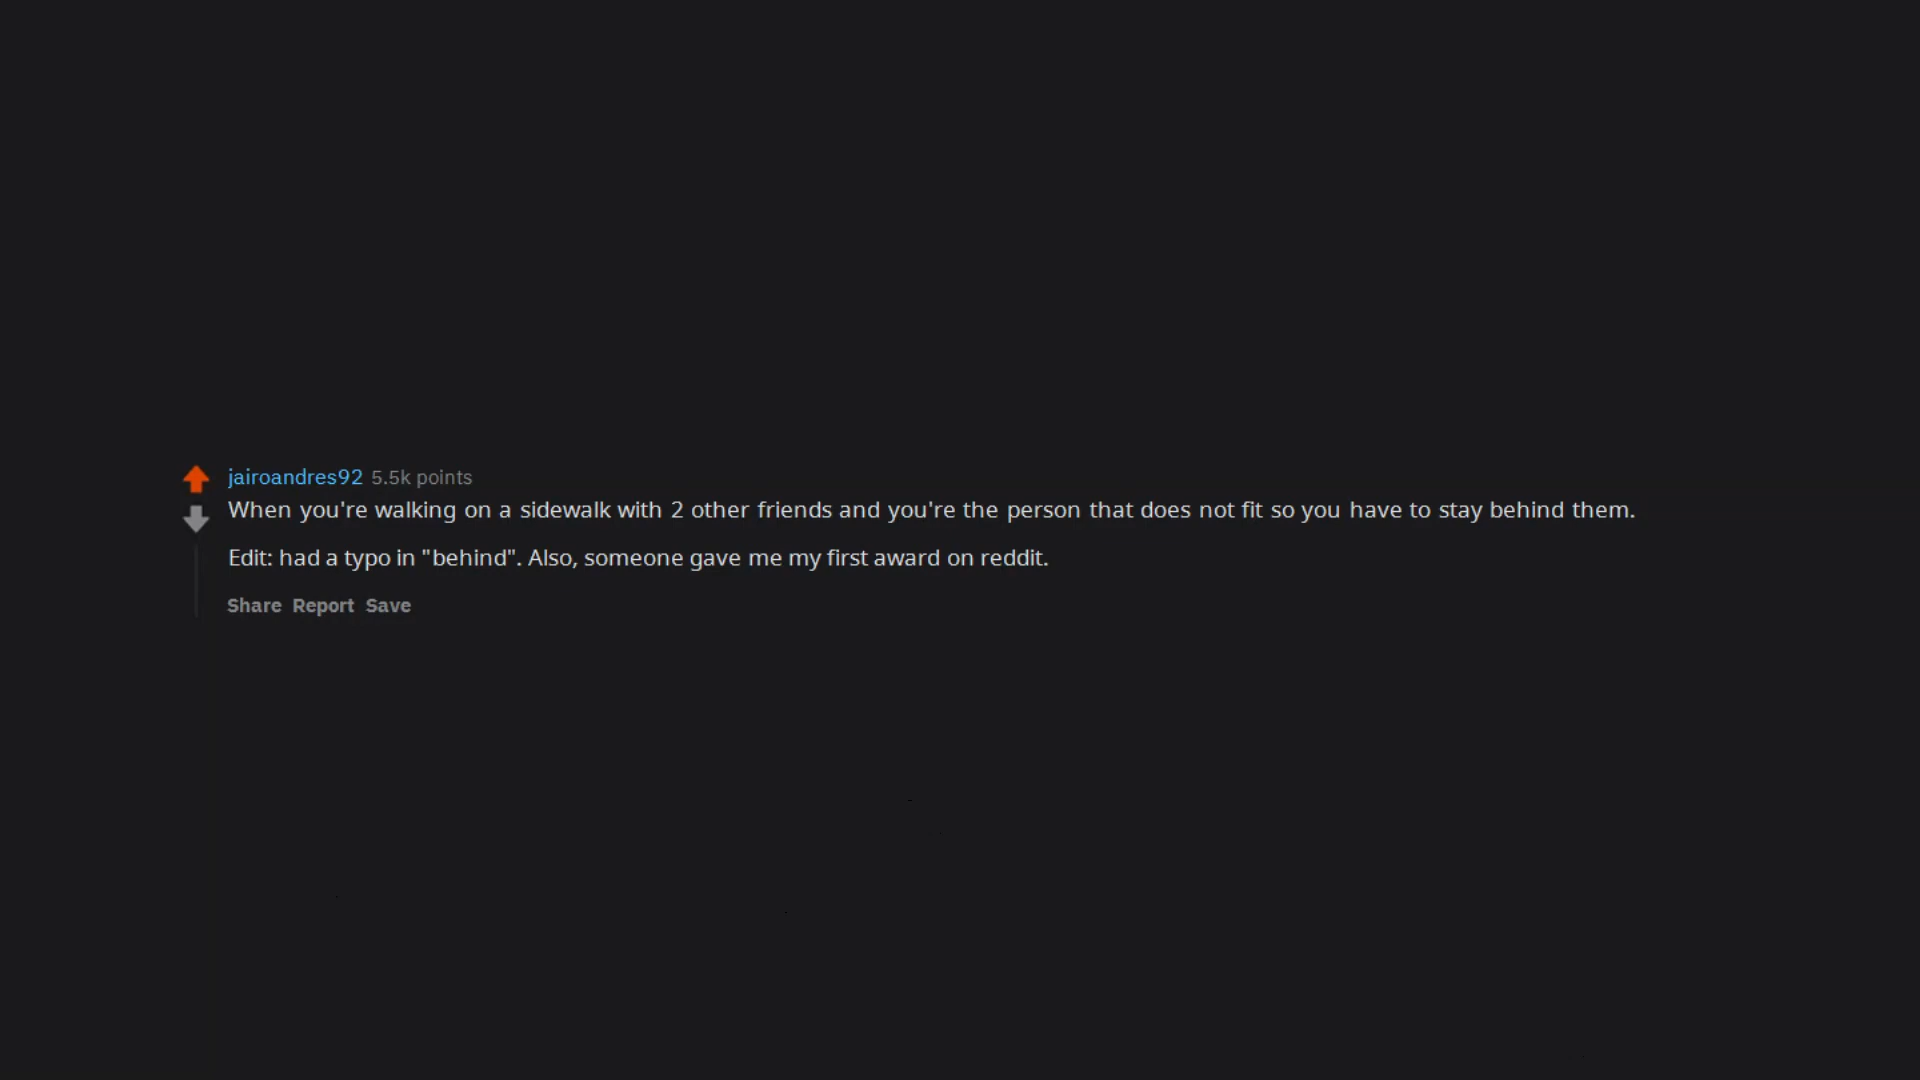 jairoandres92 5.5k points
When you're walking on a sidewalk with 2 other friends and you're the person that does not fit so you have to stay behind them.
Edit: had a typo in "behind". Also, someone gave me my first award on reddit.
Share Report Save